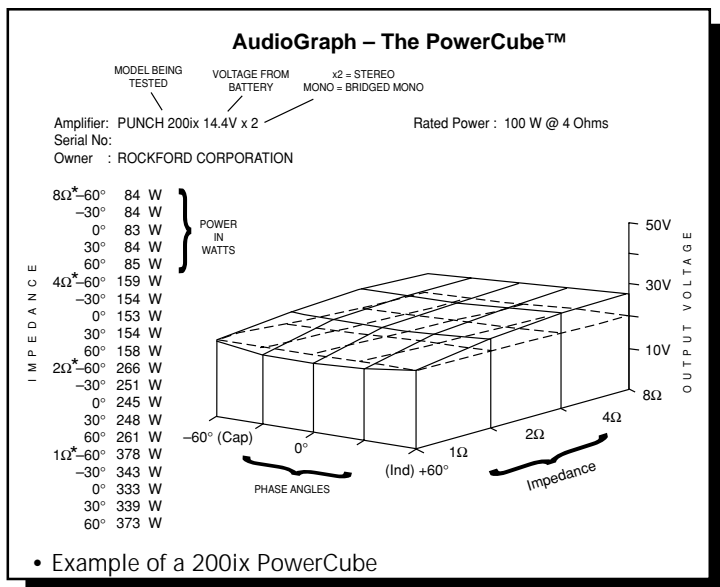 AudioGraph – The PowerCube™
MODEL BEING
TESTED
VOLTAGE FROM
BATTERY
x2 = STEREO
MONO = BRIDGED MONO
Amplifier: PUNCH 200ix 14.4V x 2
Rated Power : 100 W @ 4 Ohms
Serial No:
Owner : ROCKFORD CORPORATION
IMPEDANCE
8Ω*–60° 84 W
–30° 84 W
0° 83 W
30° 84 W
60° 85 W
4Ω*–60° 159 W
–30° 154 W
0° 153 W
30° 154 W
60° 158 W
2Ω*–60° 266 W
–30° 251 W
0° 245 W
30° 248 W
60° 261 W
1Ω*–60° 378 W
–30° 343 W
0° 333 W
30° 339 W
60° 373 W
POWER
IN
WATTS
50V
30V
10V
OUTPUT VOLTAGE
8Ω
4Ω
2Ω
1Ω
Impedance
–60° (Cap)
0°
(Ind) +60°
PHASE ANGLES
• Example of a 200ix PowerCube